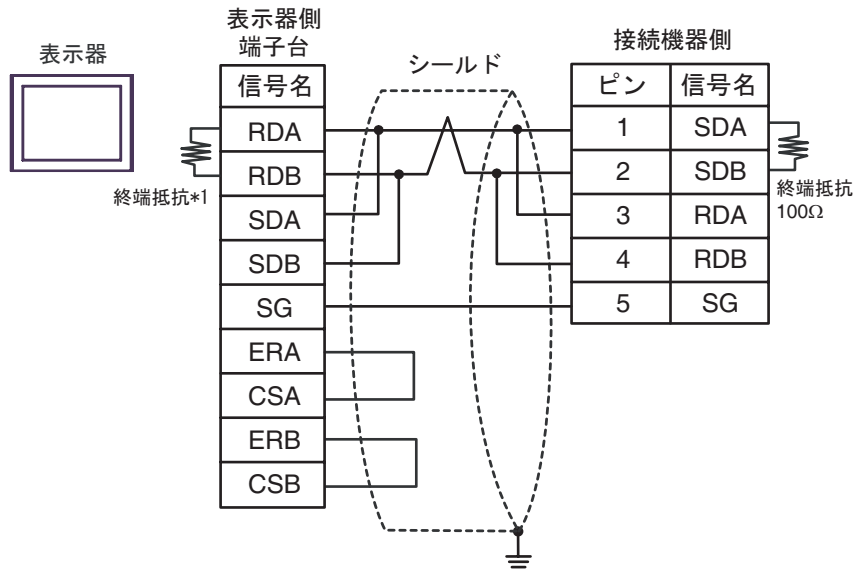 表示器
表示器側
端子台
信号名
RDA
RDB
SDA
SDB
SG
ERA
CSA
ERB
CSB
終端抵抗*1
シールド
接続機器側
ピン 信号名
1 SDA
2 SDB
3 RDA
4 RDB
5 SG
終端抵抗
100Ω